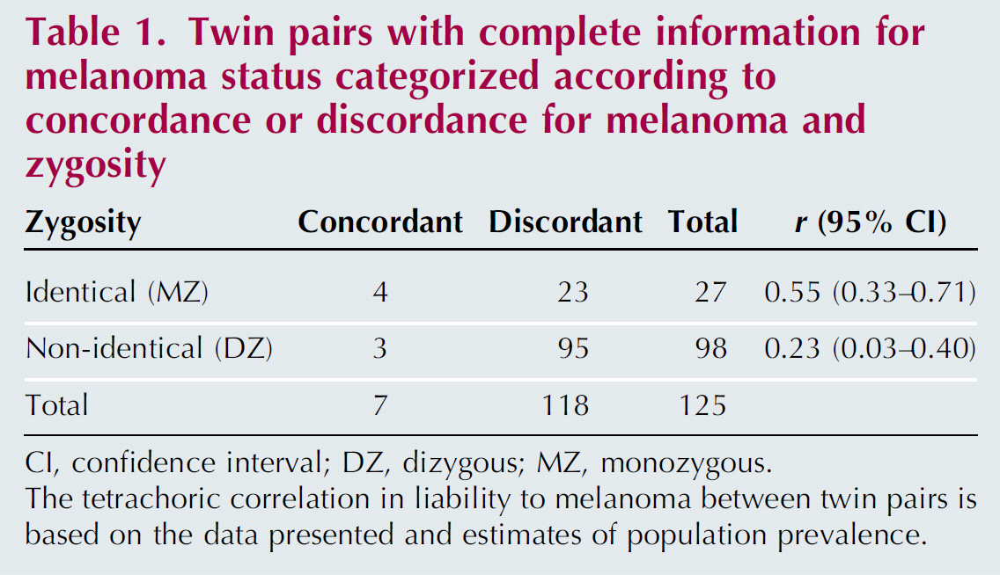 Table 1. Twin pairs with complete information for
melanoma status categorized according to
concordance or discordance for melanoma and
zygosity
Zygosity Concordant Discordant Total r (95% CI)
Identical (MZ) 4 23 27 0.55 (0.33–0.71)
Non-identical (DZ) 3 95 98 0.23 (0.03–0.40)
Total 7 118 125
CI, confidence interval; DZ, dizygous; MZ, monozygous.
The tetrachoric correlation in liability to melanoma between twin pairs is
based on the data presented and estimates of population prevalence.